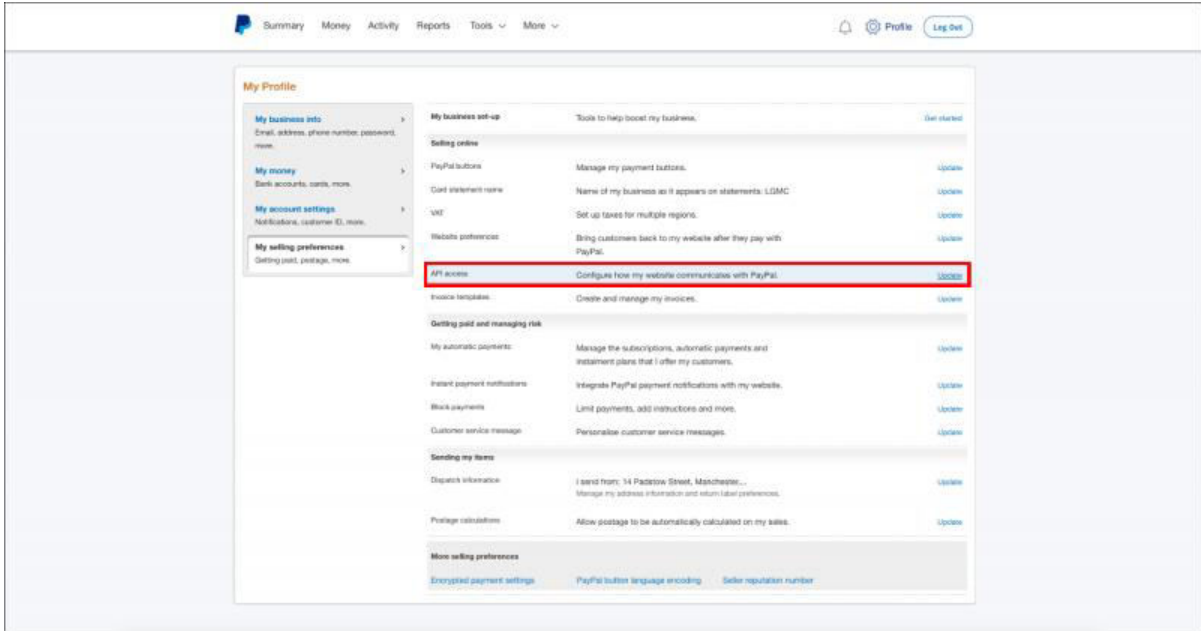 Summary Money Activity Reports Tools More Profile Log Out
My Profile
My business info
Email, address, phone number, password,
more.
My money
Bank accounts, cards, more.
My account settings
Notifications, customer ID, more.
My selling preferences
Getting paid, postage, more.
My business set-up Tools to help boost my business. Get started
Selling online
PayPal buttons Manage my payment buttons. Update
Card statement name Name of my business as it appears on statements: LGMC Update
VAT Set up taxes for multiple regions. Update
Website preferences Bring customers back to my website after they pay with Update
PayPal.
API access Configure how my website communicates with PayPal. Update
Invoice templates Create and manage my invoices. Update
Getting paid and managing risk
My automatic payments Manage the subscriptions, automatic payments and Update
instalment plans that I offer my customers.
Instant payment notifications Integrate PayPal payment notifications with my website. Update
Block payments Limit payments, add instructions and more. Update
Customer service message Personalise customer service messages. Update
Sending my items
Dispatch information I send from: 14 Padstow Street, Manchester,... Update
Manage my address information and return label preferences.
Postage calculations Allow postage to be automatically calculated on my sales. Update
More selling preferences
Encrypted payment settings PayPal button language encoding Seller reputation number